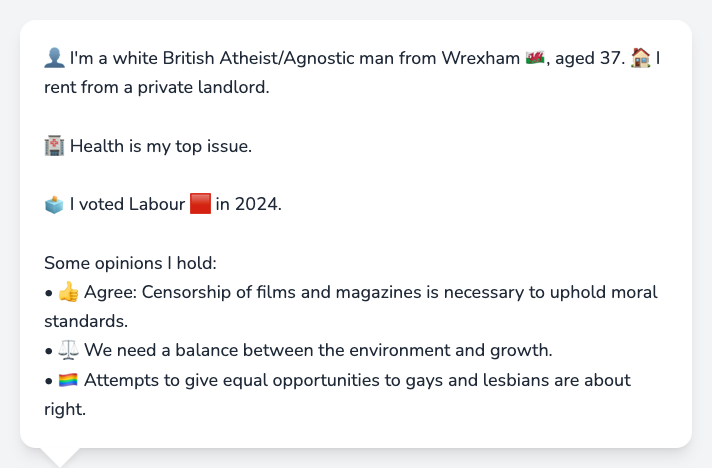 👤 I'm a white British Atheist/Agnostic man from Wrexham 🏴󠁧󠁢󠁷󠁬󠁳󠁿, aged 37. 🏠 I
rent from a private landlord.
🏥 Health is my top issue.
🗳️ I voted Labour 🟥 in 2024.
Some opinions I hold:
• 👍 Agree: Censorship of films and magazines is necessary to uphold moral
standards.
• ⚖️ We need a balance between the environment and growth.
• 🏳️‍🌈 Attempts to give equal opportunities to gays and lesbians are about
right.